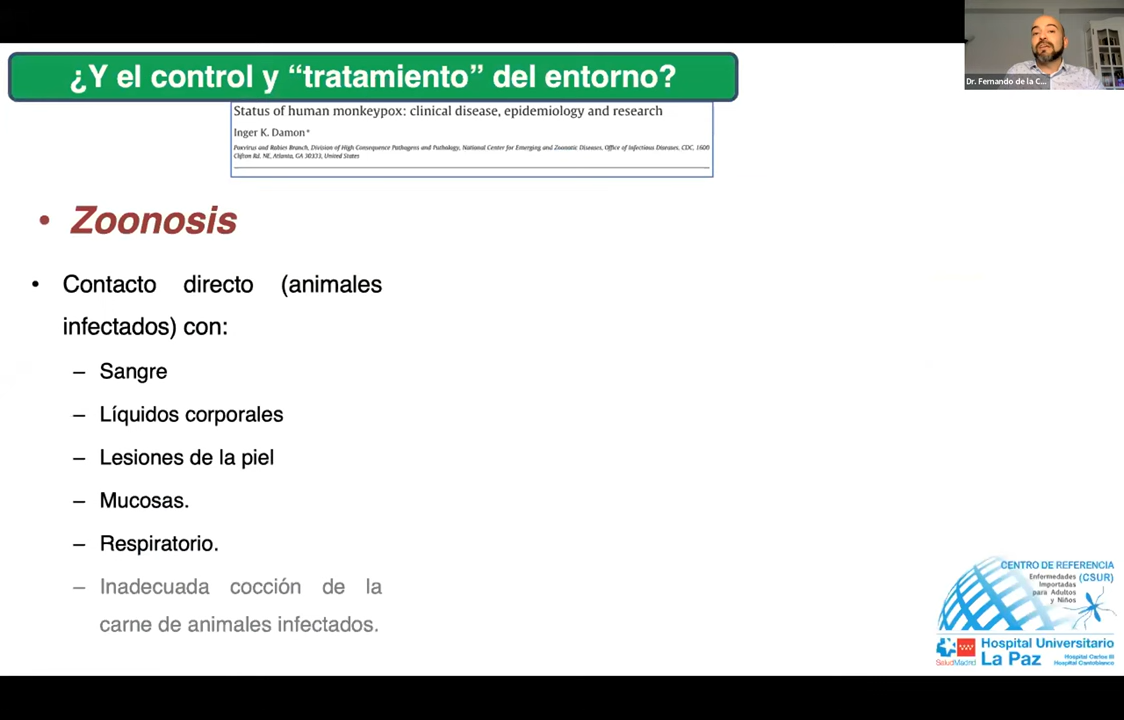 Dr. Fernando de la C...
¿Y el control y “tratamiento” del entorno?
Status of human monkeypox: clinical disease, epidemiology and research
Inger K. Damon*
Poxvirus and Rabies Branch, Division of High Consequence Pathogens and Pathology, National Center for Emerging and Zoonotic Diseases, Office of Infectious Diseases, CDC, 1600
Clifton Rd. NE, Atlanta, GA 30333, United States
• Zoonosis
• Contacto directo (animales
infectados) con:
– Sangre
– Líquidos corporales
– Lesiones de la piel
– Mucosas.
– Respiratorio.
– Inadecuada cocción de la
carne de animales infectados.
CENTRO DE REFERENCIA
Enfermedades (CSUR)
Importadas
para Adultos
y Niños
SaludMadrid
Hospital Universitario
La Paz
Hospital Carlos III
Hospital Cantoblanco